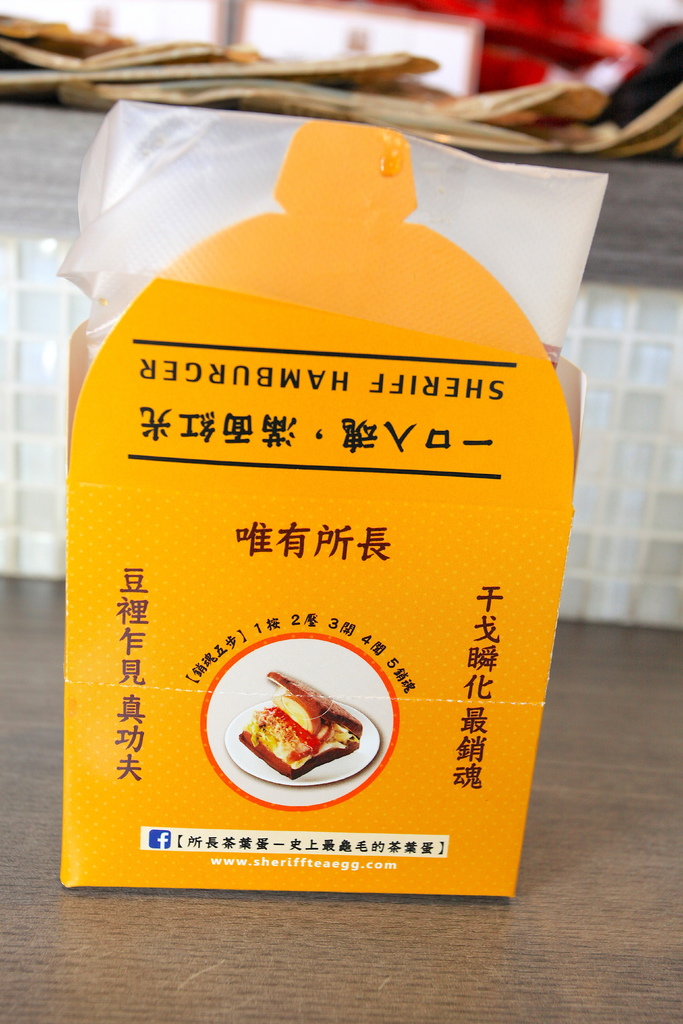 SHERIFF HAMBURGER
一口入魂，滿面紅光
唯有所長
干戈瞬化 最銷魂
豆裡乍見 真功夫
【銷魂五步】1按 2壓 3開 4聞 5銷魂
【所長茶葉蛋—史上最龜毛的茶葉蛋】
www.sheriffteaegg.com